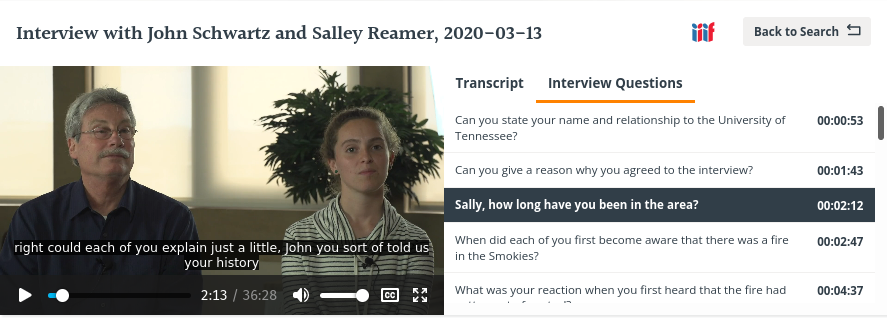 Interview with John Schwartz and Salley Reamer, 2020–03–13
iiif
Back to Search
Transcript
Interview Questions
Can you state your name and relationship to the University of
Tennessee?
00:00:53
Can you give a reason why you agreed to the interview?
00:01:43
Sally, how long have you been in the area?
00:02:12
When did each of you first become aware that there was a fire
in the Smokies?
00:02:47
What was your reaction when you first heard that the fire had
00:04:37
right could each of you explain just a little, John you sort of told us
your history
2:13 / 36:28
CC